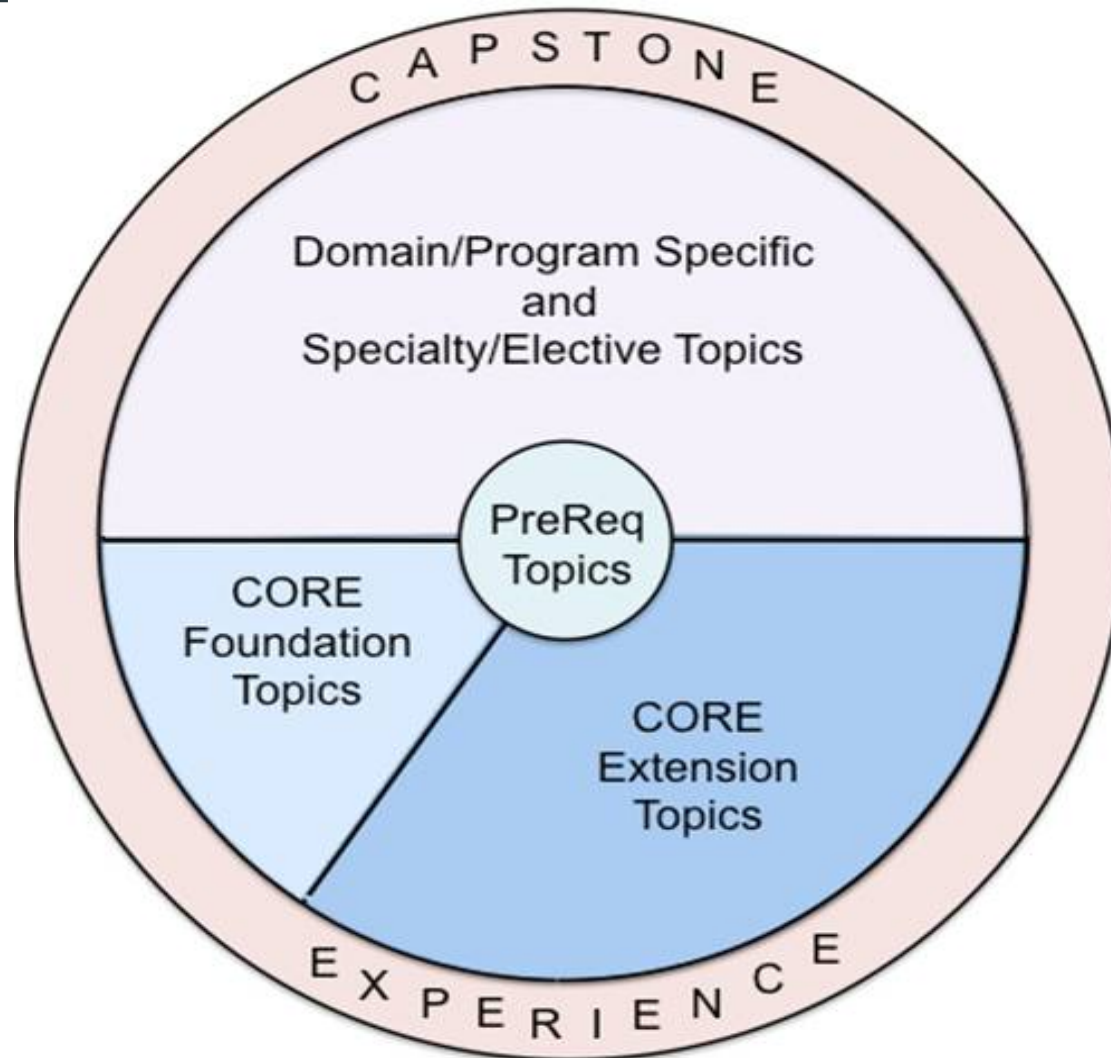 CAPSTONE
Domain/Program Specific
and
Specialty/Elective Topics
PreReq
Topics
CORE
Foundation
Topics
CORE
Extension
Topics
EXPERIENCE